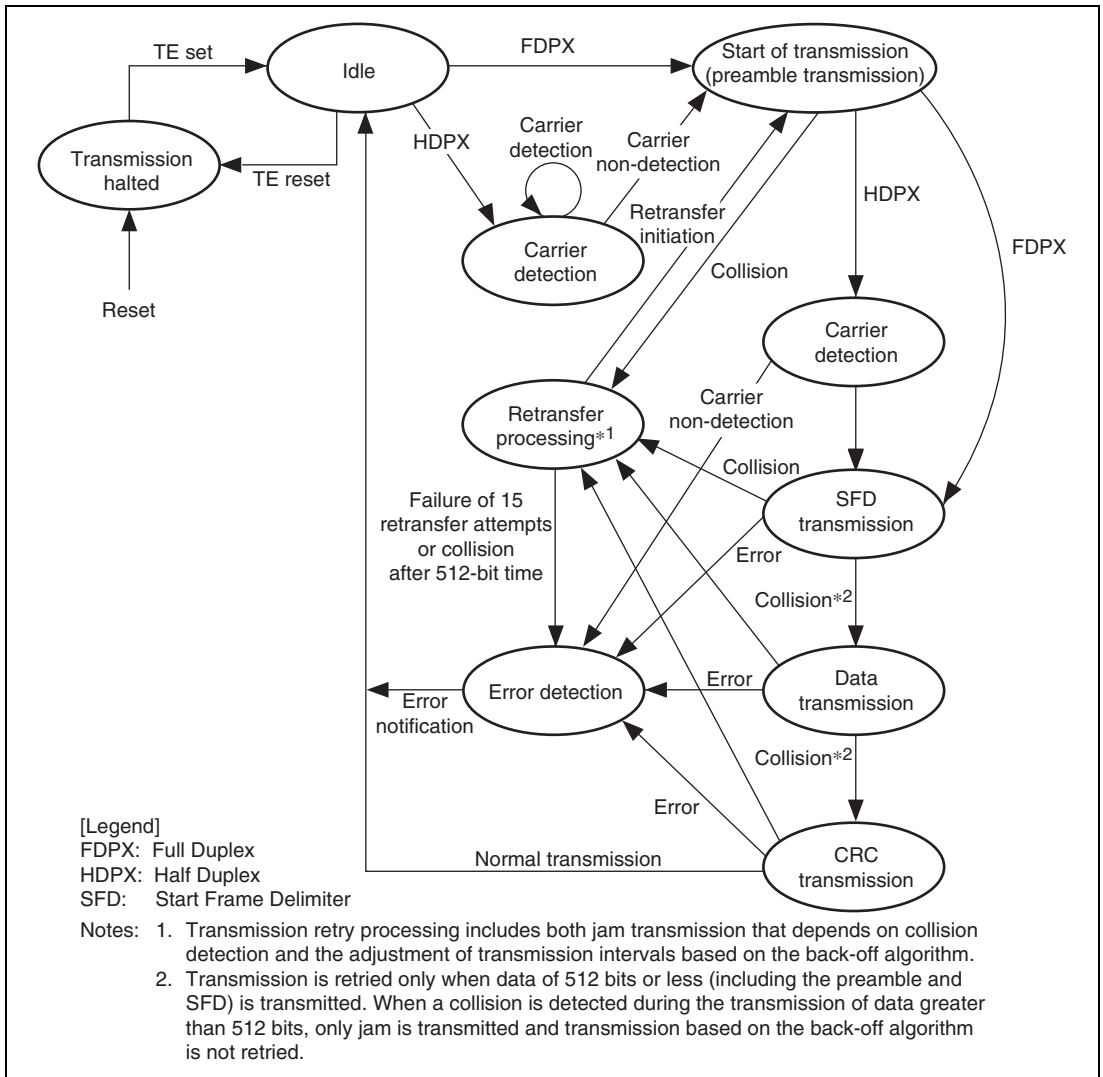 TE set
Idle
FDPX
Start of transmission
(preamble transmission)
Transmission
halted
TE reset
HDPX
Carrier
detection
Carrier
non-detection
Carrier
detection
Retransfer
initiation
Collision
HDPX
FDPX
Reset
Carrier
detection
Retransfer
processing*1
Carrier
non-detection
Collision
SFD
transmission
Failure of 15
retransfer attempts
or collision
after 512-bit time
Error
Collision*2
Error detection
Error
notification
Error
Data
transmission
Collision*2
Error
Normal transmission
CRC
transmission
[Legend]
FDPX: Full Duplex
HDPX: Half Duplex
SFD: Start Frame Delimiter
Notes: 1. Transmission retry processing includes both jam transmission that depends on collision
detection and the adjustment of transmission intervals based on the back-off algorithm.
2. Transmission is retried only when data of 512 bits or less (including the preamble and
SFD) is transmitted. When a collision is detected during the transmission of data greater
than 512 bits, only jam is transmitted and transmission based on the back-off algorithm
is not retried.